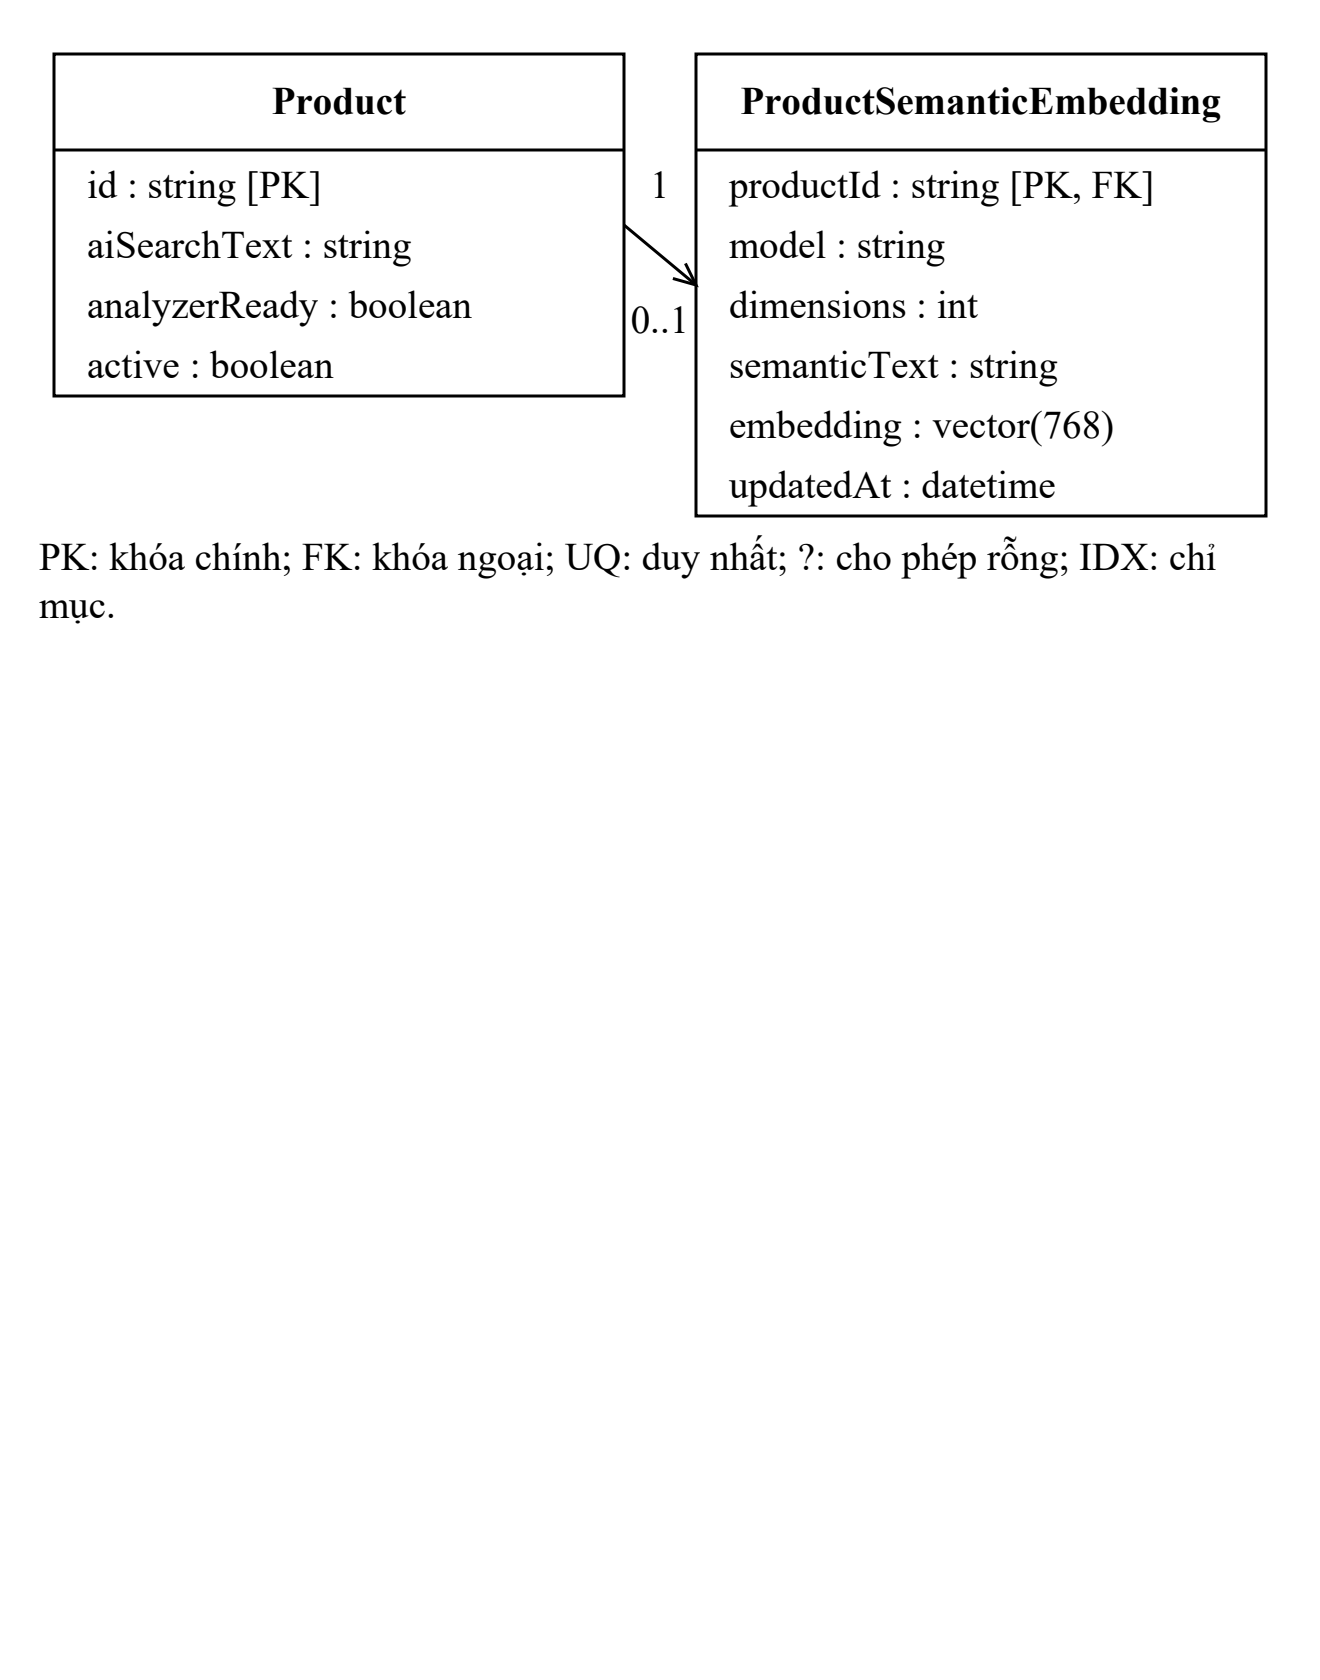 Product
id : string [PK]
aiSearchText : string
analyzerReady : boolean
active : boolean
1
0..1
ProductSemanticEmbedding
productId : string [PK, FK]
model : string
dimensions : int
semanticText : string
embedding : vector(768)
updatedAt : datetime
PK: khóa chính; FK: khóa ngoại; UQ: duy nhất; ?: cho phép rỗng; IDX: chỉ
mục.